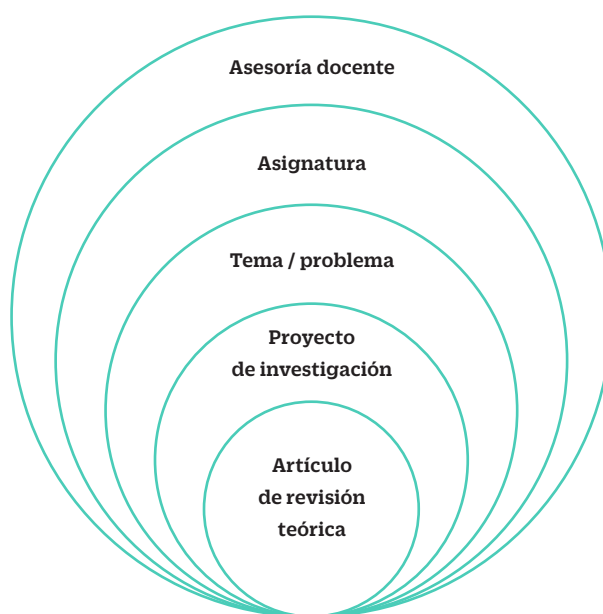 Asesoría docente
Asignatura
Tema / problema
Proyecto
de investigación
Artículo
de revisión
teórica